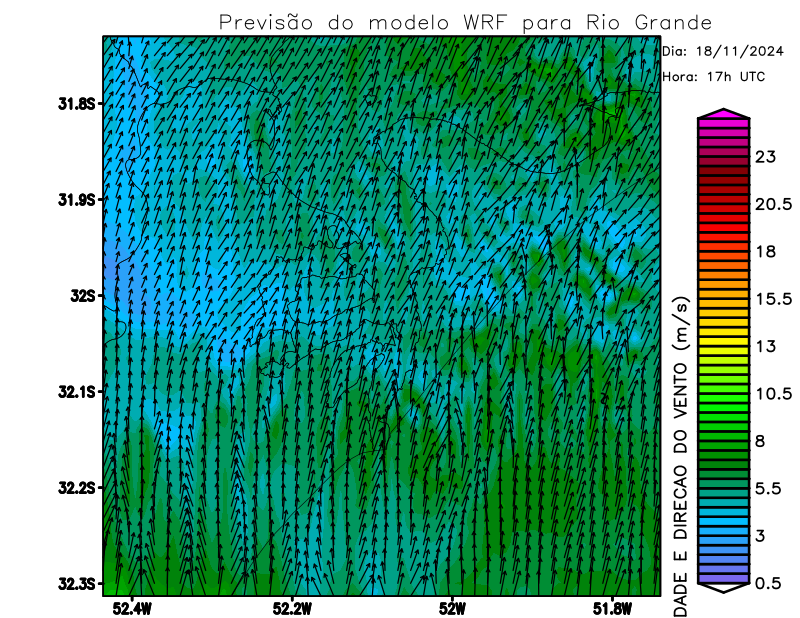 Previsão do modelo WRF para Rio Grande
Dia: 18/11/2024
Hora: 17h UTC
31.8S
31.9S
32S
32.1S
32.2S
32.3S
52.4W
52.2W
52W
51.8W
23
20.5
18
15.5
13
10.5
8
5.5
3
0.5
DADE E DIRECAO DO VENTO (m/s)